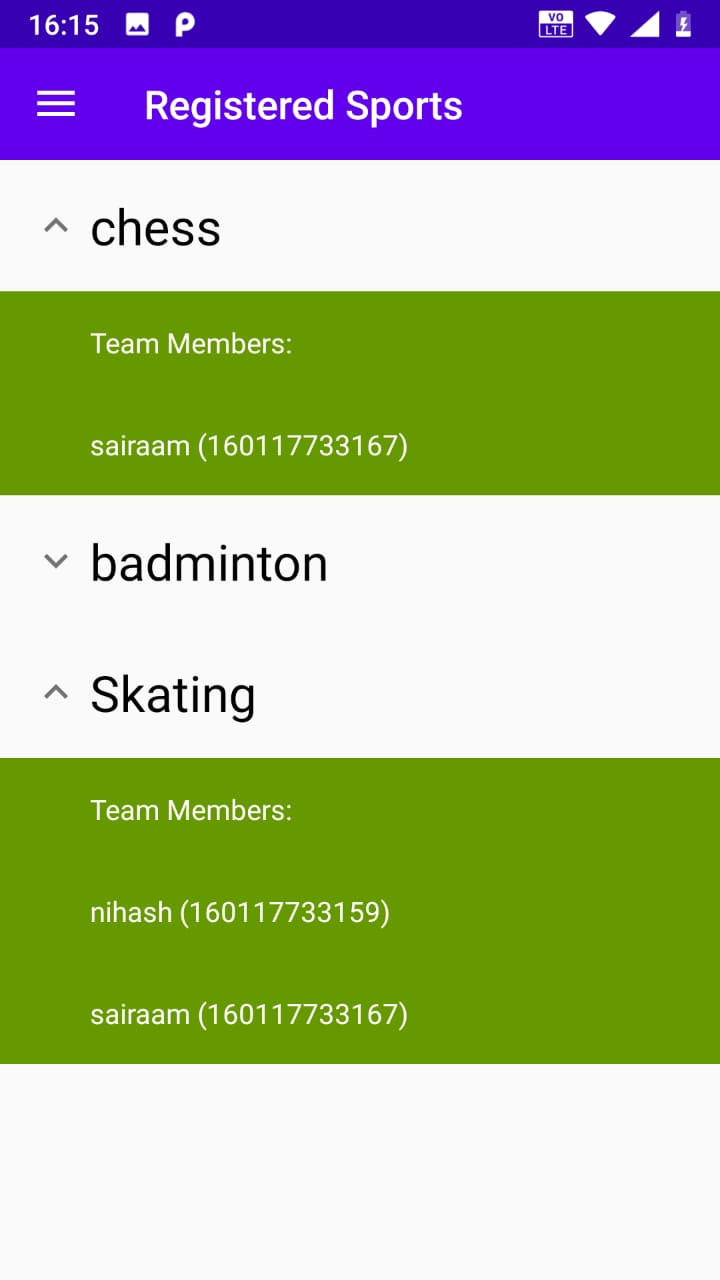 16:15
VO LTE
Registered Sports
chess
Team Members:
sairaam (160117733167)
badminton
Skating
Team Members:
nihash (160117733159)
sairaam (160117733167)